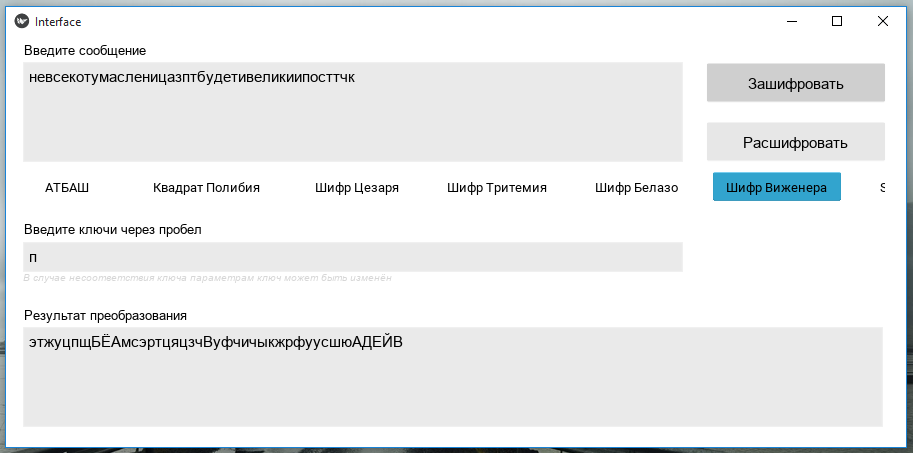 Interface
Введите сообщение
невсекотумасленицазптбудетивеликиипосттчк
Зашифровать
Расшифровать
АТБАШ Квадрат Полибия Шифр Цезаря Шифр Тритемия Шифр Белазо Шифр Виженера
Введите ключи через пробел
п
В случае несоответствия ключа параметрам ключ может быть изменён
Результат преобразования
этжуцпщБЁАмсэртцяцзчВуфчичыкжрфуусшюАДЕЙВ